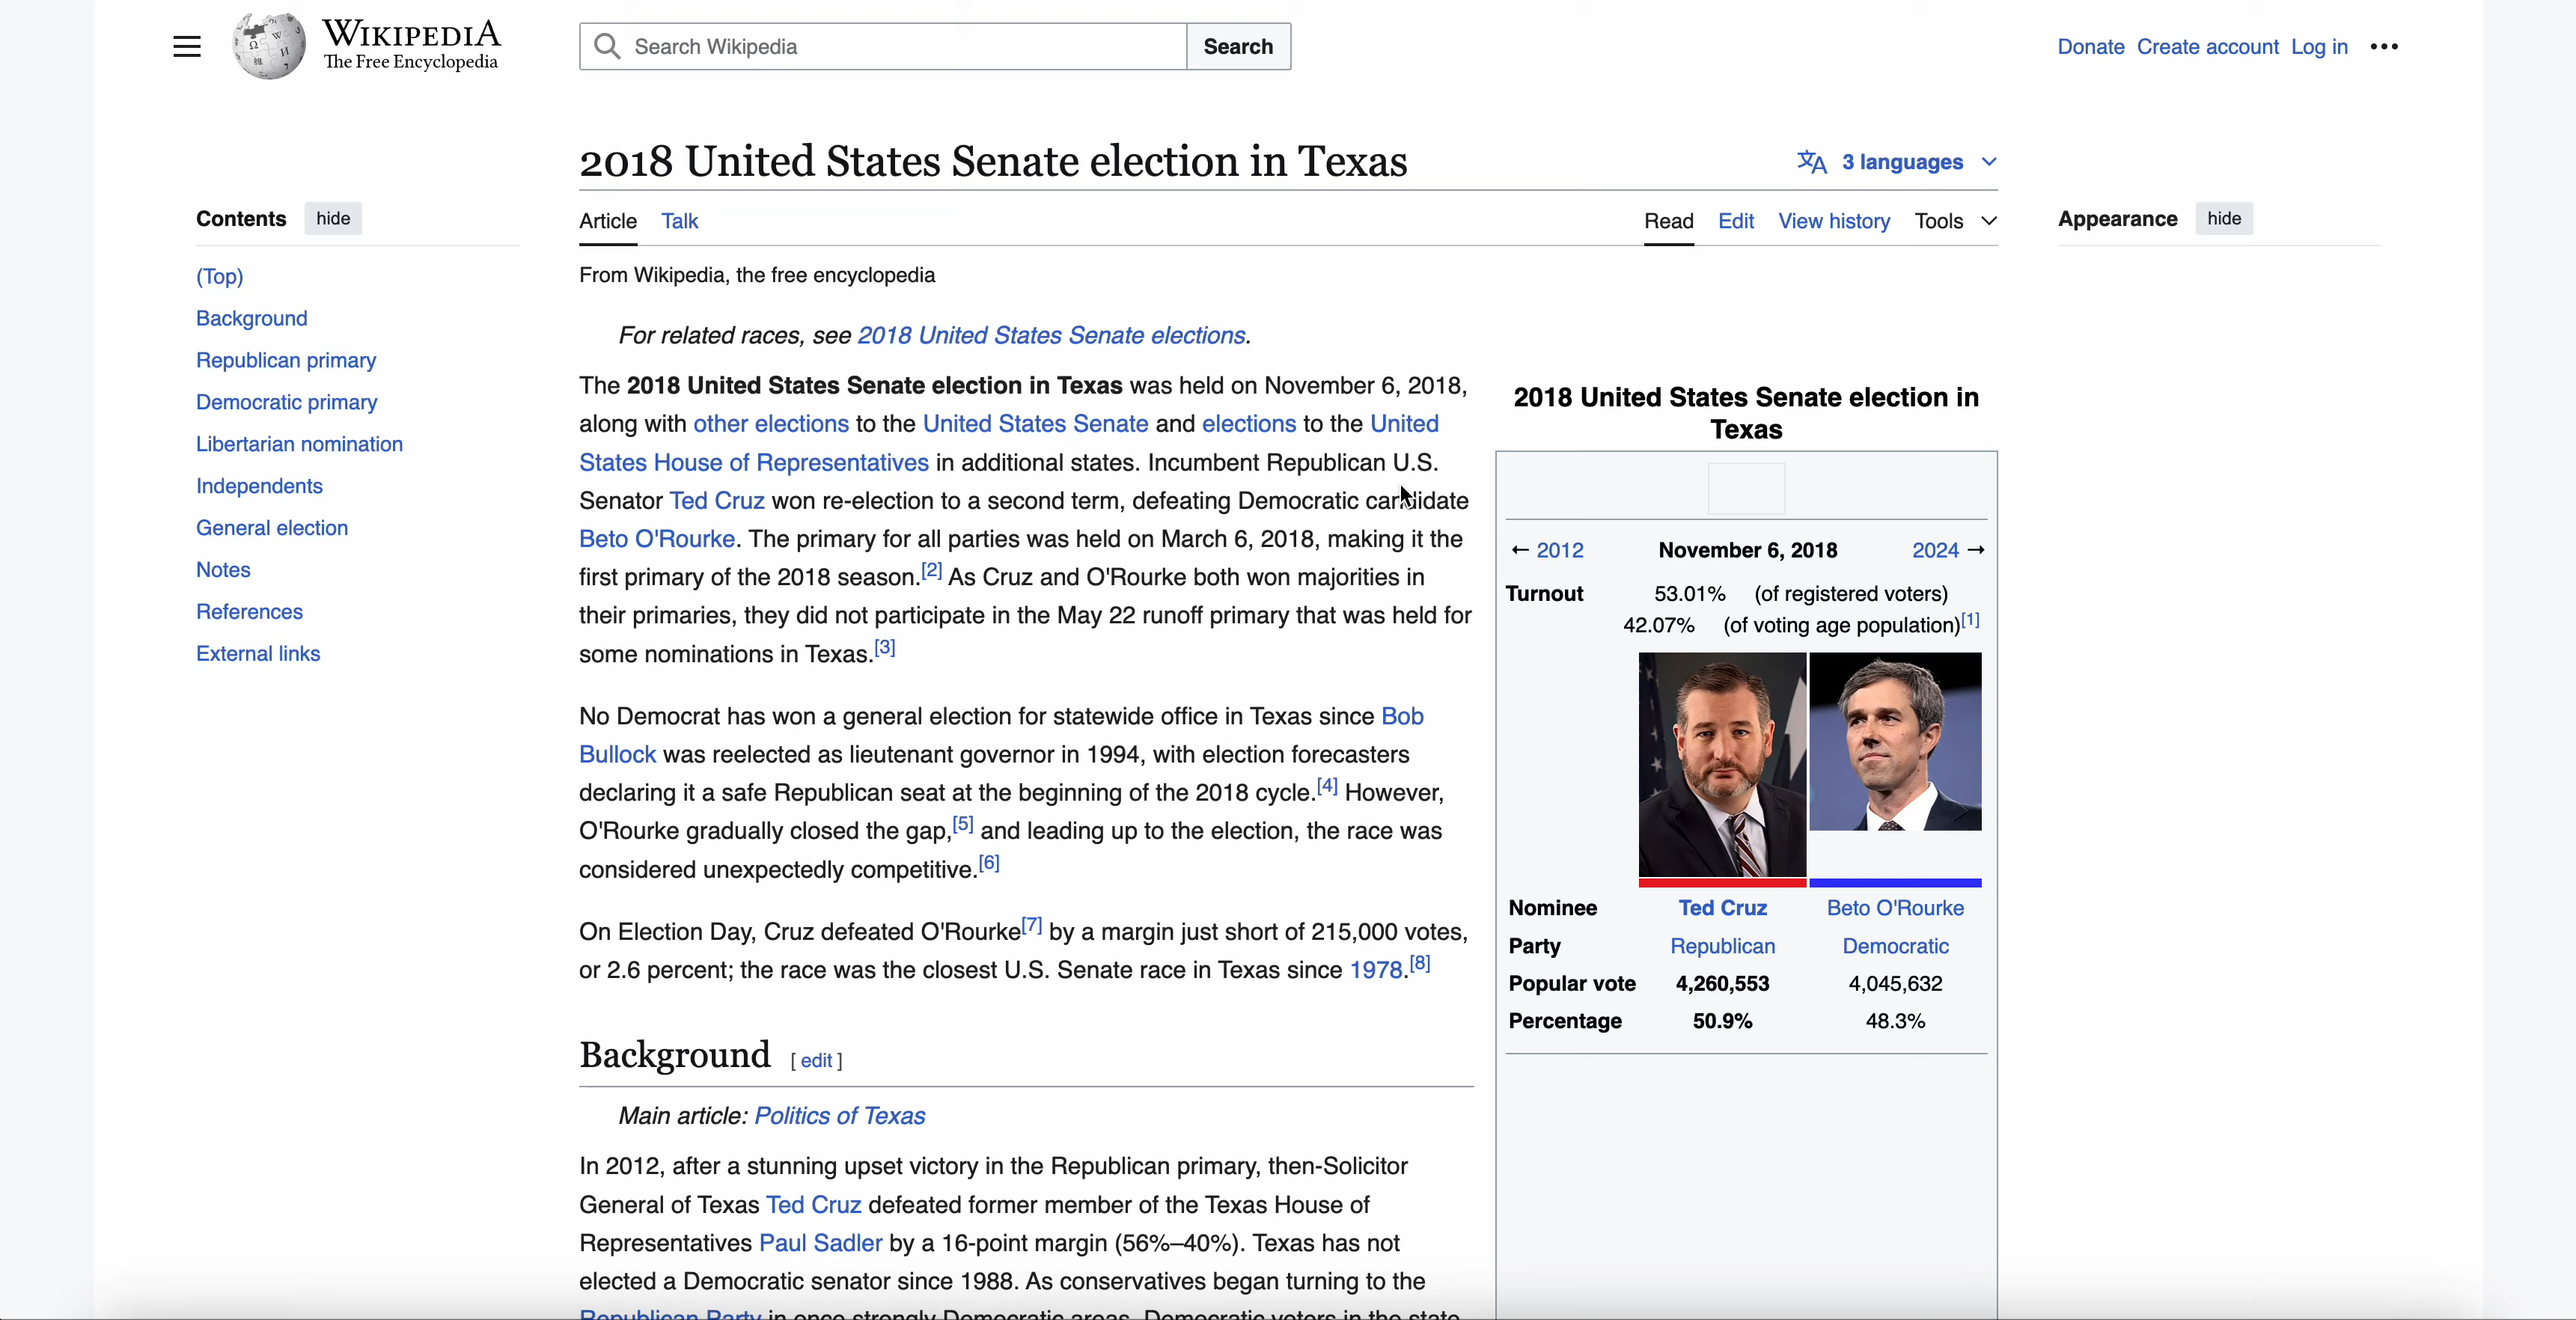 WIKIPEDIA
The Free Encyclopedia
Search Wikipedia
Search
Donate Create account Log in •••
2018 United States Senate election in Texas
3 languages
Contents hide
Article Talk
Read Edit View history Tools
Appearance hide
From Wikipedia, the free encyclopedia
(Top)
Background
Republican primary
Democratic primary
Libertarian nomination
Independents
General election
Notes
References
External links
For related races, see 2018 United States Senate elections.
The 2018 United States Senate election in Texas was held on November 6, 2018,
along with other elections to the United States Senate and elections to the United
States House of Representatives in additional states. Incumbent Republican U.S.
Senator Ted Cruz won re-election to a second term, defeating Democratic candidate
Beto O'Rourke. The primary for all parties was held on March 6, 2018, making it the
first primary of the 2018 season.[2] As Cruz and O'Rourke both won majorities in
their primaries, they did not participate in the May 22 runoff primary that was held for
some nominations in Texas.[3]
No Democrat has won a general election for statewide office in Texas since Bob
Bullock was reelected as lieutenant governor in 1994, with election forecasters
declaring it a safe Republican seat at the beginning of the 2018 cycle.[4] However,
O'Rourke gradually closed the gap,[5] and leading up to the election, the race was
considered unexpectedly competitive.[6]
On Election Day, Cruz defeated O'Rourke[7] by a margin just short of 215,000 votes,
or 2.6 percent; the race was the closest U.S. Senate race in Texas since 1978.[8]
Background [ edit ]
Main article: Politics of Texas
In 2012, after a stunning upset victory in the Republican primary, then-Solicitor
General of Texas Ted Cruz defeated former member of the Texas House of
Representatives Paul Sadler by a 16-point margin (56%–40%). Texas has not
elected a Democratic senator since 1988. As conservatives began turning to the
Republican Party in once strongly Democratic areas, Democratic voters in the state
2018 United States Senate election in
Texas
← 2012 November 6, 2018 2024 →
Turnout 53.01% (of registered voters)
42.07% (of voting age population)[1]
Nominee Ted Cruz Beto O'Rourke
Party Republican Democratic
Popular vote 4,260,553 4,045,632
Percentage 50.9% 48.3%